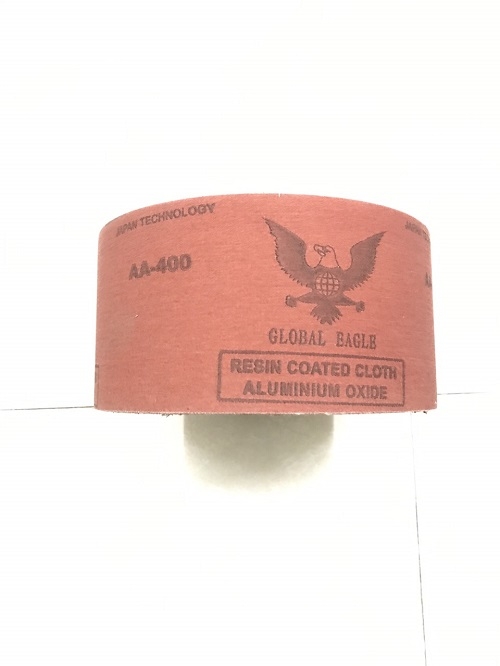 JAPAN TECHNOLOGY
AA-400
GLOBAL EAGLE
RESIN COATED CLOTH
ALUMINIUM OXIDE